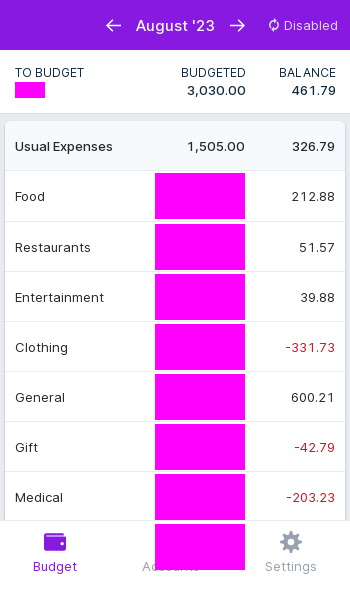 August '23
Disabled
TO BUDGET BUDGETED BALANCE
3,030.00 461.79
Usual Expenses 1,505.00 326.79
Food 212.88
Restaurants 51.57
Entertainment 39.88
Clothing -331.73
General 600.21
Gift -42.79
Medical -203.23
Budget Settings